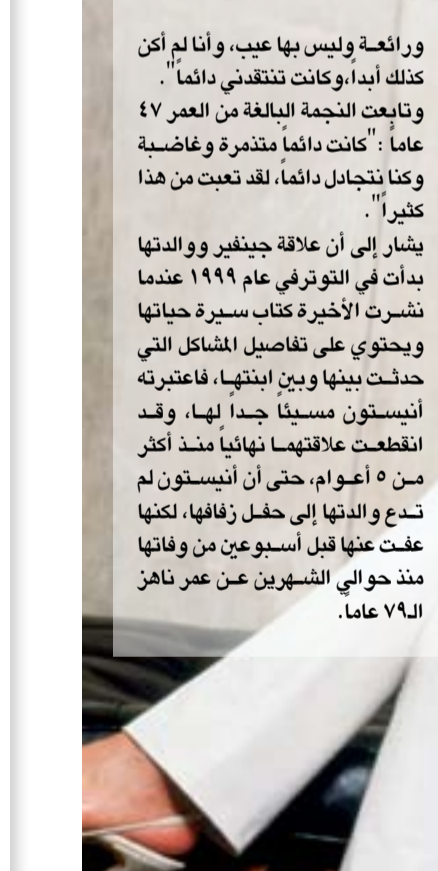 ورائعة وليس بها عيب، وأنا لم أكن
كذلك أبداً،وكانت تنتقدني دائماً".
وتابعت النجمة البالغة من العمر ٤٧
عاماً :"كانت دائماً متذمرة وغاضبة
وكنا نتجادل دائماً، لقد تعبت من هذا
كثيراً".
يشار إلى أن علاقة جينفير ووالدتها
بدأت في التوترفي عام ١٩٩٩ عندما
نشرت الأخيرة كتاب سيرة حياتها
ويحتوي على تفاصيل المشاكل التي
حدثت بينها وبين ابنتها، فاعتبرته
أنيستون مسيئاً جداً لها، وقد
انقطعت علاقتهما نهائياً منذ أكثر
من ٥ أعوام، حتى أن أنيستون لم
تدع والدتها إلى حفل زفافها، لكنها
عفت عنها قبل أسبوعين من وفاتها
منذ حوالي الشهرين عن عمر ناهز
الـ٧٩ عاماً.